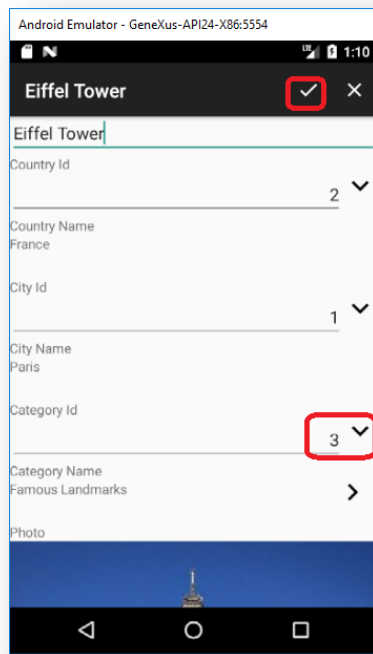 Android Emulator - GeneXus-API24-X86:5554
LTE 1:10
Eiffel Tower
Eiffel Tower
Country Id
2
Country Name
France
City Id
1
City Name
Paris
Category Id
3
Category Name
Famous Landmarks
Photo